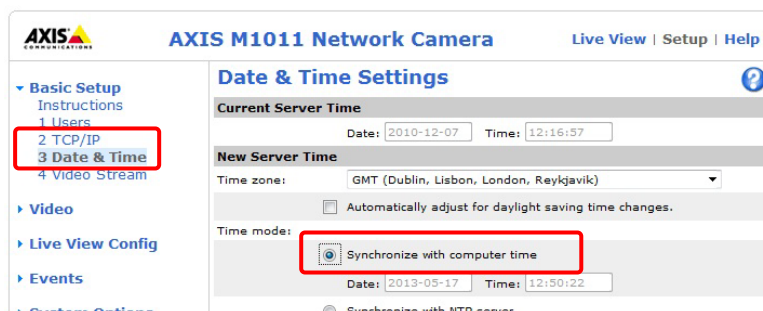 AXIS
COMMUNICATIONS
AXIS M1011 Network Camera
Live View | Setup | Help
Basic Setup
Instructions
1 Users
2 TCP/IP
3 Date & Time
4 Video Stream
Video
Live View Config
Events
System Options
Date & Time Settings
?
Current Server Time
Date: 2010-12-07 Time: 12:16:57
New Server Time
Time zone: GMT (Dublin, Lisbon, London, Reykjavik)
Automatically adjust for daylight saving time changes.
Time mode:
Synchronize with computer time
Date: 2013-05-17 Time: 12:50:22
Synchronize with NTP server